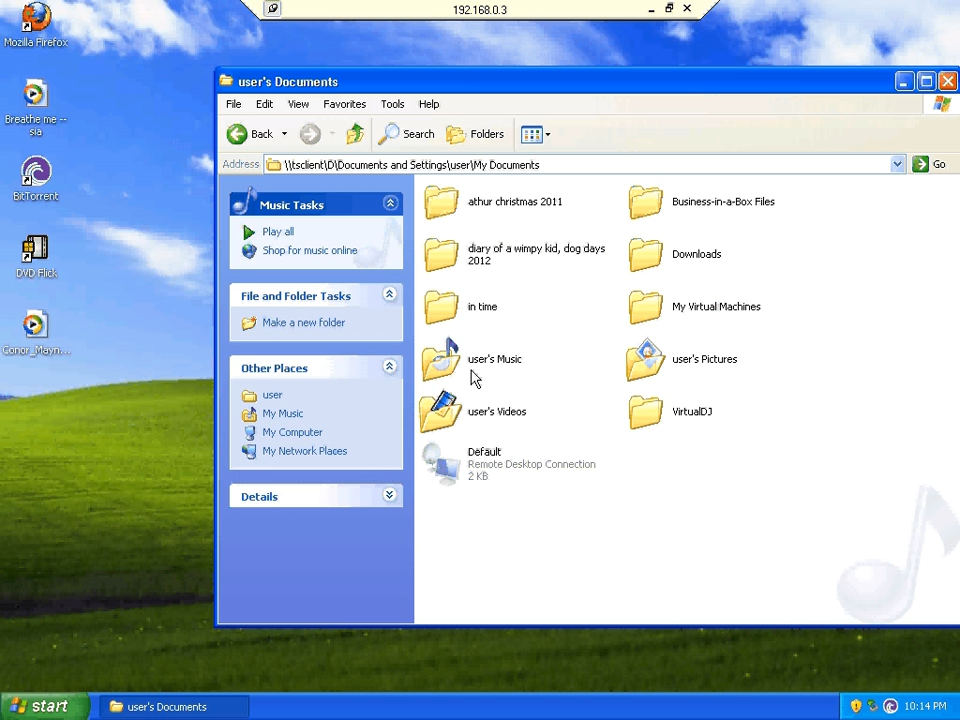 192.168.0.3
Mozilla Firefox
Breathe me --
sia
BitTorrent
DVD Flick
Conor_Mayn...
user's Documents
File Edit View Favorites Tools Help
Back Search Folders
Address \\tsclient\D\Documents and Settings\user\My Documents Go
Music Tasks
Play all
Shop for music online
File and Folder Tasks
Make a new folder
Other Places
user
My Music
My Computer
My Network Places
Details
athur christmas 2011
Business-in-a-Box Files
diary of a wimpy kid, dog days
2012
Downloads
in time
My Virtual Machines
user's Music
user's Pictures
user's Videos
VirtualDJ
Default
Remote Desktop Connection
2 KB
start user's Documents 10:14 PM